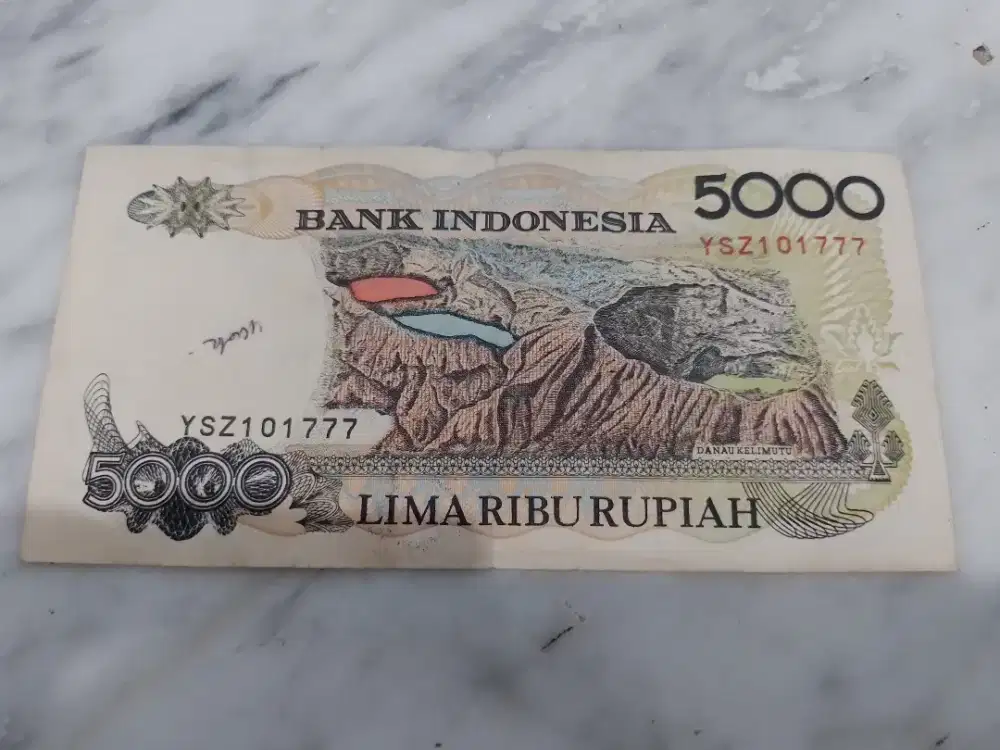 BANK INDONESIA
5000
YSZ101777
YSZ101777
DANAU KELIMUTU
5000
LIMA RIBU RUPIAH